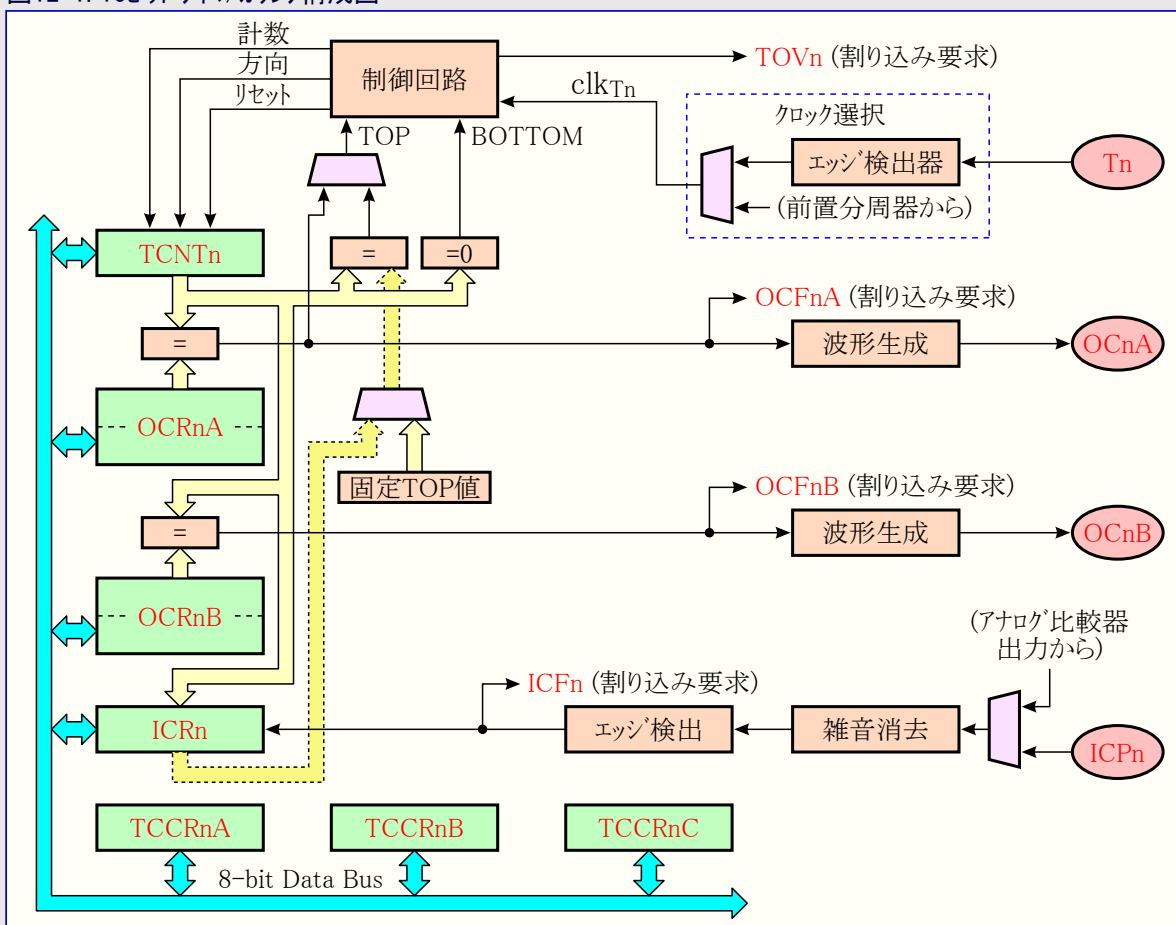 計数
方向
リセット
制御回路
TOVn (割り込み要求)
clkTn
クロック選択
エッジ検出器
Tn
(前置分周器から)
TOP
BOTTOM
TCNTn
=
=0
OCFnA (割り込み要求)
=
波形生成
OCnA
OCRnA
固定TOP値
OCFnB (割り込み要求)
=
波形生成
OCnB
OCRnB
(アナログ比較器
出力から)
ICFn (割り込み要求)
ICRn
エッジ検出
雑音消去
ICPn
TCCRnA
TCCRnB
TCCRnC
8-bit Data Bus